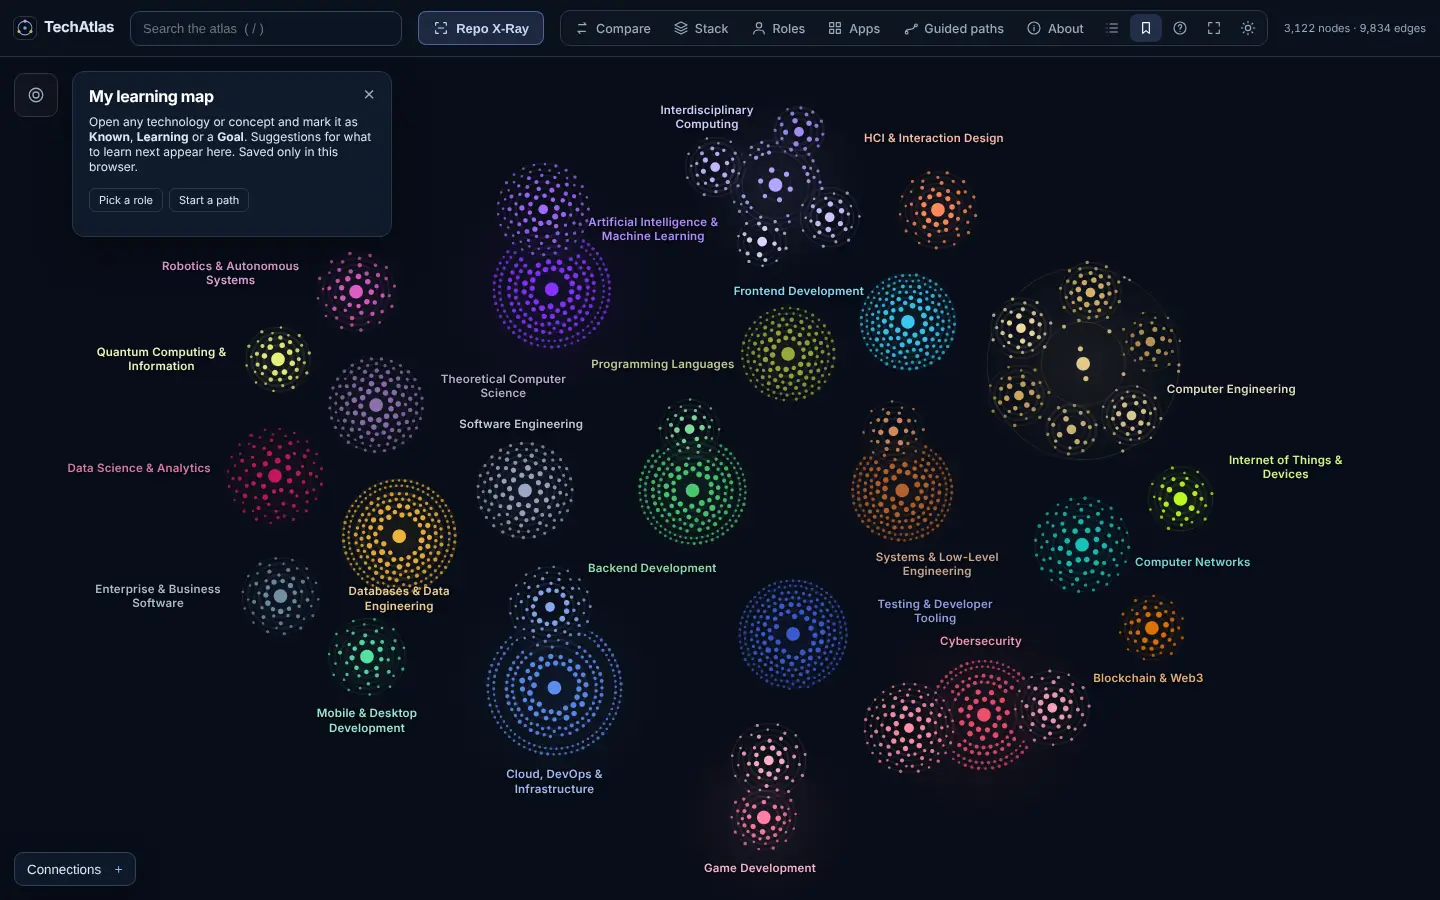 TechAtlas
Search the atlas ( / )
Repo X-Ray
Compare
Stack
Roles
Apps
Guided paths
About
3,122 nodes · 9,834 edges
My learning map
Open any technology or concept and mark it as
Known, Learning or a Goal. Suggestions for what
to learn next appear here. Saved only in this
browser.
Pick a role
Start a path
Interdisciplinary
Computing
HCI & Interaction Design
Artificial Intelligence &
Machine Learning
Robotics & Autonomous
Systems
Frontend Development
Quantum Computing &
Information
Programming Languages
Theoretical Computer
Science
Computer Engineering
Software Engineering
Data Science & Analytics
Internet of Things &
Devices
Systems & Low-Level
Engineering
Computer Networks
Backend Development
Enterprise & Business
Software
Databases & Data
Engineering
Testing & Developer
Tooling
Cybersecurity
Blockchain & Web3
Mobile & Desktop
Development
Cloud, DevOps &
Infrastructure
Game Development
Connections +